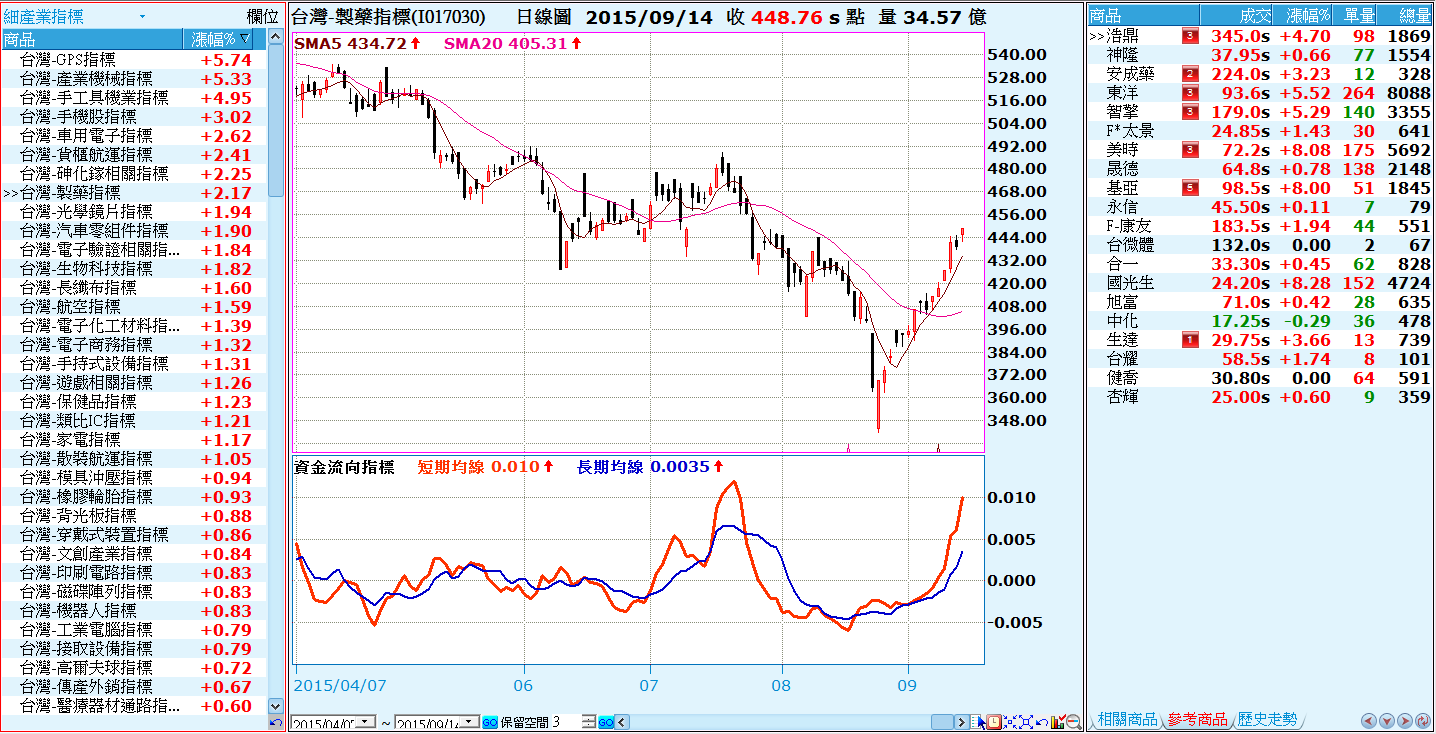 細產業指標 欄位
商品 漲幅%▽
台灣-GPS指標 +5.74
台灣-產業機械指標 +5.33
台灣-手工具機業指標 +4.95
台灣-手機股指標 +3.02
台灣-車用電子指標 +2.62
台灣-貨櫃航運指標 +2.41
台灣-砷化鎵相關指標 +2.25
>>台灣-製藥指標 +2.17
台灣-光學鏡片指標 +1.94
台灣-汽車零組件指標 +1.90
台灣-電子驗證相關指... +1.84
台灣-生物科技指標 +1.82
台灣-長纖布指標 +1.60
台灣-航空指標 +1.59
台灣-電子化工材料指... +1.39
台灣-電子商務指標 +1.32
台灣-手持式設備指標 +1.31
台灣-遊戲相關指標 +1.26
台灣-保健品指標 +1.23
台灣-類比IC指標 +1.21
台灣-家電指標 +1.17
台灣-散裝航運指標 +1.05
台灣-模具沖壓指標 +0.94
台灣-橡膠輪胎指標 +0.93
台灣-背光板指標 +0.88
台灣-穿戴式裝置指標 +0.86
台灣-文創產業指標 +0.84
台灣-印刷電路指標 +0.83
台灣-磁碟陣列指標 +0.83
台灣-機器人指標 +0.83
台灣-工業電腦指標 +0.79
台灣-接取設備指標 +0.79
台灣-高爾夫球指標 +0.72
台灣-傳產外銷指標 +0.67
台灣-醫療器材通路指... +0.60
台灣-製藥指標(I017030) 日線圖 2015/09/14 收 448.76 s 點 量 34.57 億
SMA5 434.72 SMA20 405.31
540.00
528.00
516.00
504.00
492.00
480.00
468.00
456.00
444.00
432.00
420.00
408.00
396.00
384.00
372.00
360.00
348.00
資金流向指標 短期均線 0.010 長期均線 0.0035
0.010
0.005
0.000
-0.005
2015/04/07 06 07 08 09
~ GO 保留空間 3 GO
商品 成交 漲幅% 單量 總量
>>浩鼎 3 345.0s +4.70 98 1869
神隆 37.95s +0.66 77 1554
安成藥 2 224.0s +3.23 12 328
東洋 3 93.6s +5.52 264 8088
智擎 3 179.0s +5.29 140 3355
F*太景 24.85s +1.43 30 641
美時 3 72.2s +8.08 175 5692
晟德 64.8s +0.78 138 2148
基亞 5 98.5s +8.00 51 1845
永信 45.50s +0.11 7 79
F-康友 183.5s +1.94 44 551
台微體 132.0s 0.00 2 67
合一 33.30s +0.45 62 828
國光生 24.20s +8.28 152 4724
旭富 71.0s +0.42 28 635
中化 17.25s -0.29 36 478
生達 1 29.75s +3.66 13 739
台耀 58.5s +1.74 8 101
健喬 30.80s 0.00 64 591
杏輝 25.00s +0.60 9 359
相關商品 參考商品 歷史走勢